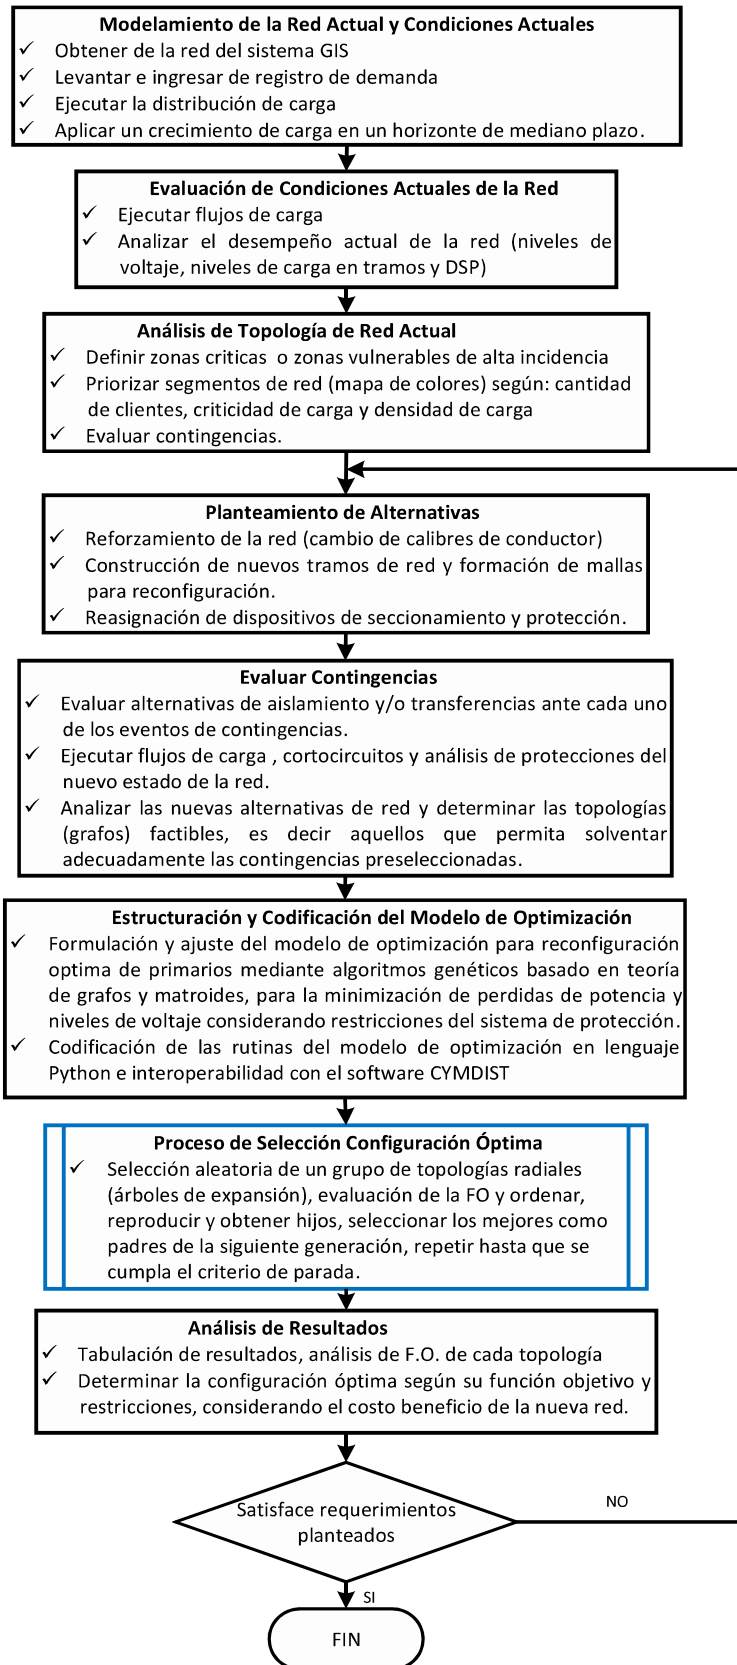 Modelamiento de la Red Actual y Condiciones Actuales
✓ Obtener de la red del sistema GIS
✓ Levantar e ingresar de registro de demanda
✓ Ejecutar la distribución de carga
✓ Aplicar un crecimiento de carga en un horizonte de mediano plazo.
Evaluación de Condiciones Actuales de la Red
✓ Ejecutar flujos de carga
✓ Analizar el desempeño actual de la red (niveles de
voltaje, niveles de carga en tramos y DSP)
Análisis de Topología de Red Actual
✓ Definir zonas criticas o zonas vulnerables de alta incidencia
✓ Priorizar segmentos de red (mapa de colores) según: cantidad
de clientes, criticidad de carga y densidad de carga
✓ Evaluar contingencias.
Planteamiento de Alternativas
✓ Reforzamiento de la red (cambio de calibres de conductor)
✓ Construcción de nuevos tramos de red y formación de mallas
para reconfiguración.
✓ Reasignación de dispositivos de seccionamiento y protección.
Evaluar Contingencias
✓ Evaluar alternativas de aislamiento y/o transferencias ante cada uno
de los eventos de contingencias.
✓ Ejecutar flujos de carga , cortocircuitos y análisis de protecciones del
nuevo estado de la red.
✓ Analizar las nuevas alternativas de red y determinar las topologías
(grafos) factibles, es decir aquellos que permita solventar
adecuadamente las contingencias preseleccionadas.
Estructuración y Codificación del Modelo de Optimización
✓ Formulación y ajuste del modelo de optimización para reconfiguración
optima de primarios mediante algoritmos genéticos basado en teoría
de grafos y matroides, para la minimización de perdidas de potencia y
niveles de voltaje considerando restricciones del sistema de protección.
✓ Codificación de las rutinas del modelo de optimización en lenguaje
Python e interoperabilidad con el software CYMDIST
Proceso de Selección Configuración Óptima
✓ Selección aleatoria de un grupo de topologías radiales
(árboles de expansión), evaluación de la FO y ordenar,
reproducir y obtener hijos, seleccionar los mejores como
padres de la siguiente generación, repetir hasta que se
cumpla el criterio de parada.
Análisis de Resultados
✓ Tabulación de resultados, análisis de F.O. de cada topología
✓ Determinar la configuración óptima según su función objetivo y
restricciones, considerando el costo beneficio de la nueva red.
Satisface requerimientos
planteados
NO
SI
FIN